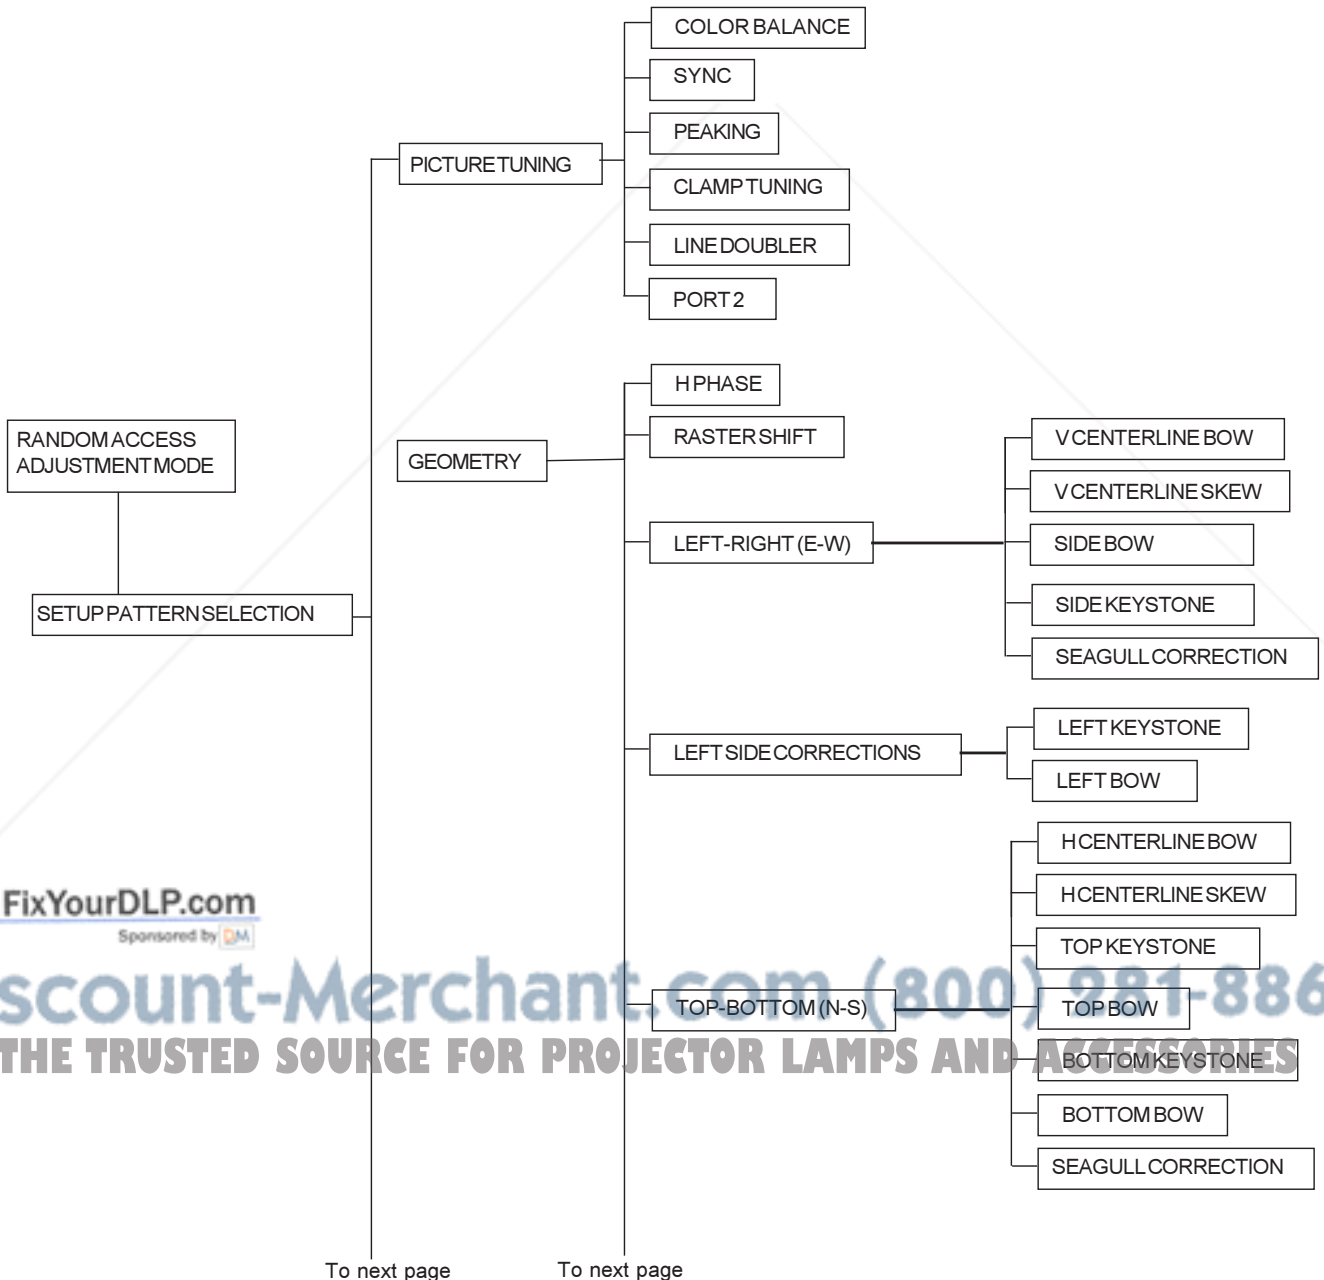 COLOR BALANCE
SYNC
PEAKING
PICTURE TUNING
CLAMP TUNING
LINE DOUBLER
PORT 2
H PHASE
RASTER SHIFT
RANDOM ACCESS
ADJUSTMENT MODE
GEOMETRY
V CENTERLINE BOW
V CENTERLINE SKEW
LEFT-RIGHT (E-W)
SIDE BOW
SIDE KEYSTONE
SETUP PATTERN SELECTION
SEAGULL CORRECTION
LEFT SIDE CORRECTIONS
LEFT KEYSTONE
LEFT BOW
H CENTERLINE BOW
H CENTERLINE SKEW
TOP KEYSTONE
TOP-BOTTOM (N-S)
TOP BOW
BOTTOM KEYSTONE
BOTTOM BOW
SEAGULL CORRECTION
FixYourDLP.com
Sponsored by DM
scount-Merchant.com (800) 281-886
THE TRUSTED SOURCE FOR PROJECTOR LAMPS AND ACCESSORIES
To next page
To next page